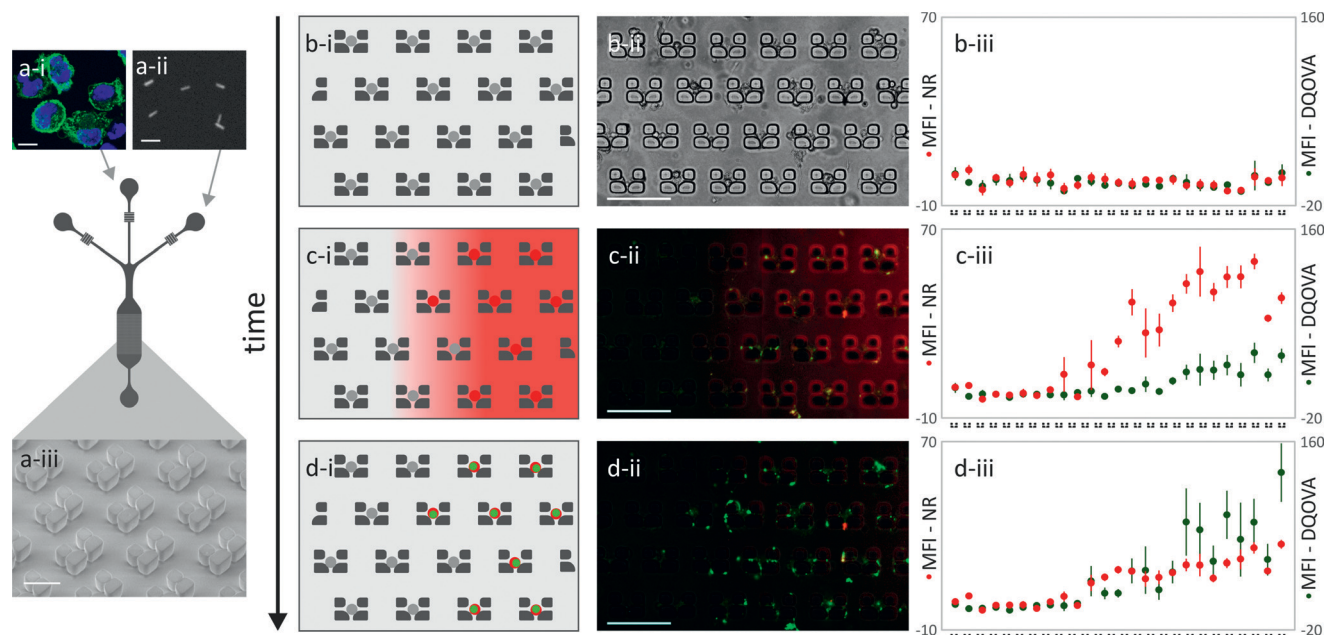 a-i
a-ii
a-iii
time
b-i
b-ii
70
● MFI - NR
-10
b-iii
160
● MFI - DQOVA
-20
c-i
c-ii
70
● MFI - NR
-10
c-iii
160
● MFI - DQOVA
-20
d-i
d-ii
70
● MFI - NR
-10
d-iii
160
● MFI - DQOVA
-20